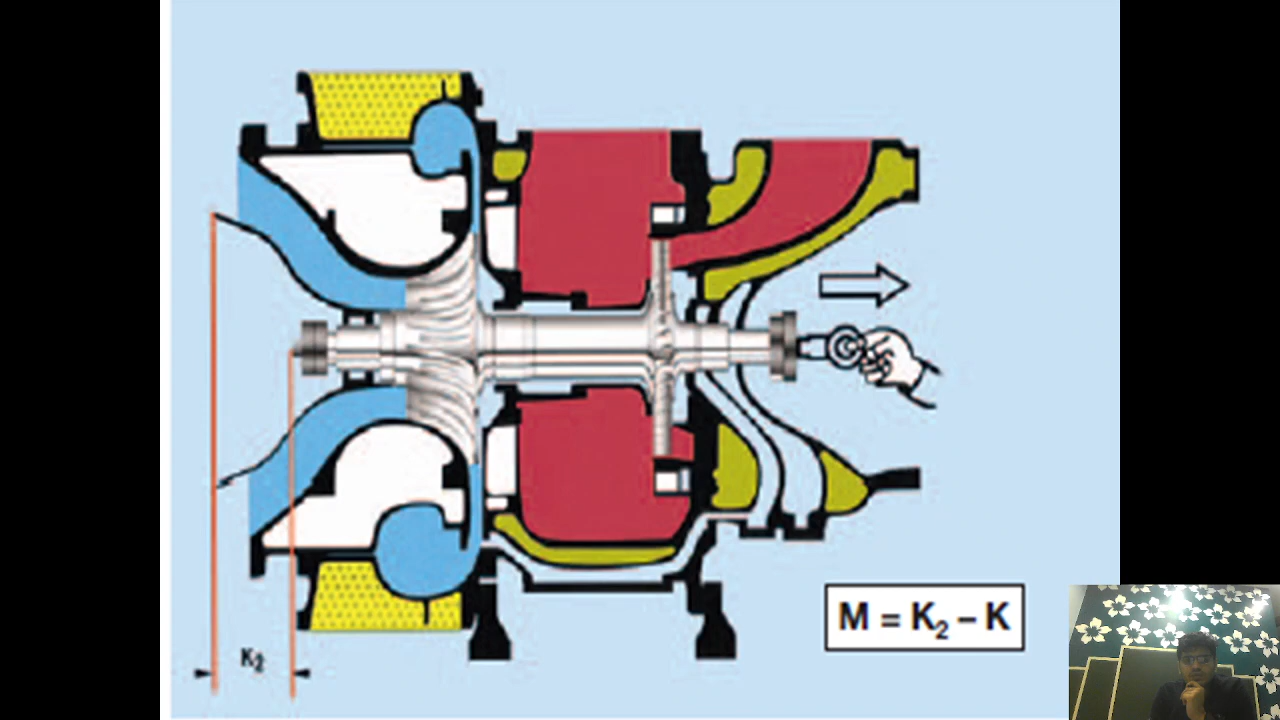 M = K₂ – K
K₂